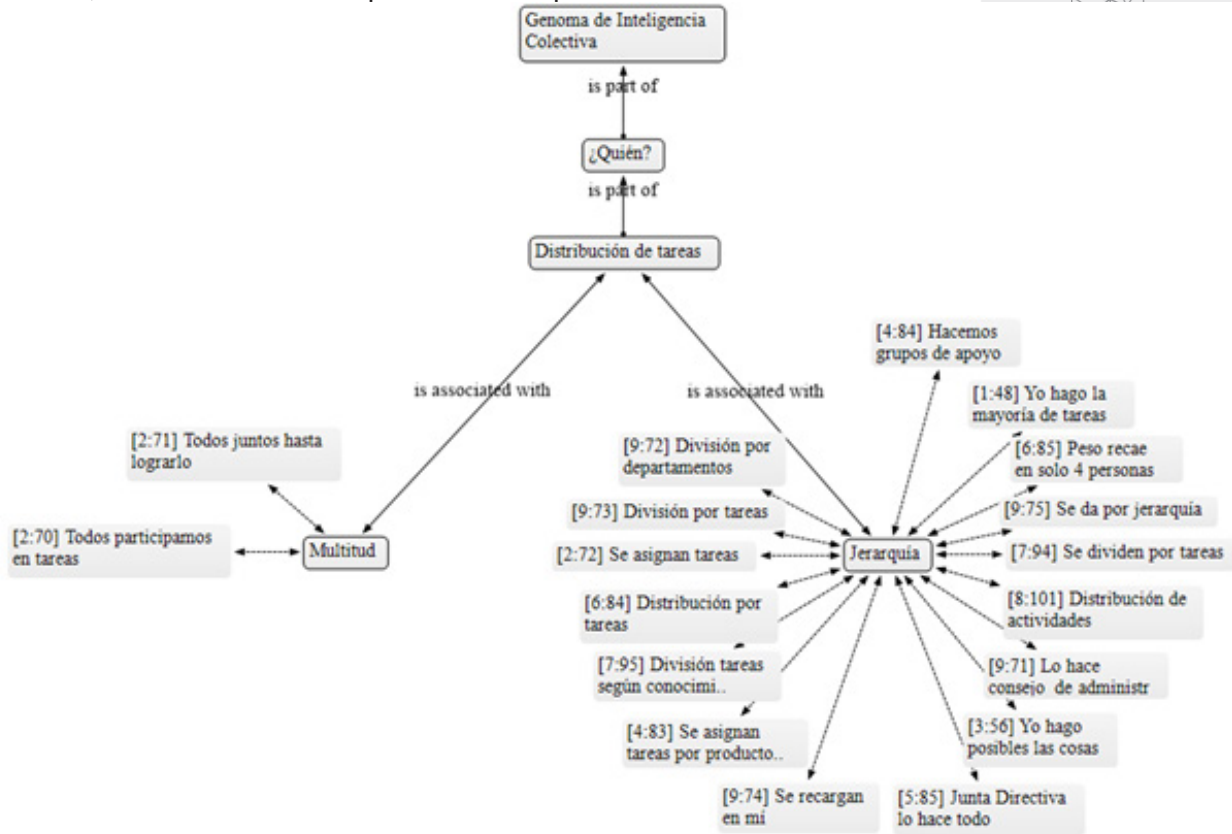 Genoma de Inteligencia
Colectiva
is part of
¿Quién?
is part of
Distribución de tareas
is associated with
is associated with
[2:71] Todos juntos hasta
lograrlo
[2:70] Todos participamos
en tareas
Multitud
[4:84] Hacemos
grupos de apoyo
[1:48] Yo hago la
mayoría de tareas
[9:72] División por
departamentos
[6:85] Peso recae
en solo 4 personas
[9:73] División por tareas
[9:75] Se da por jerarquía
[2:72] Se asignan tareas
Jerarquía
[7:94] Se dividen por tareas
[6:84] Distribución por
tareas
[8:101] Distribución de
actividades
[7:95] División tareas
según conocimi..
[9:71] Lo hace
consejo de administr
[4:83] Se asignan
tareas por producto..
[3:56] Yo hago
posibles las cosas
[9:74] Se recargan
en mí
[5:85] Junta Directiva
lo hace todo